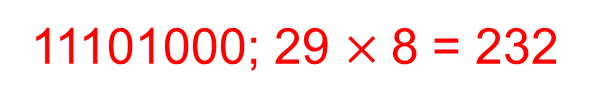 11101000; 29 × 8 = 232